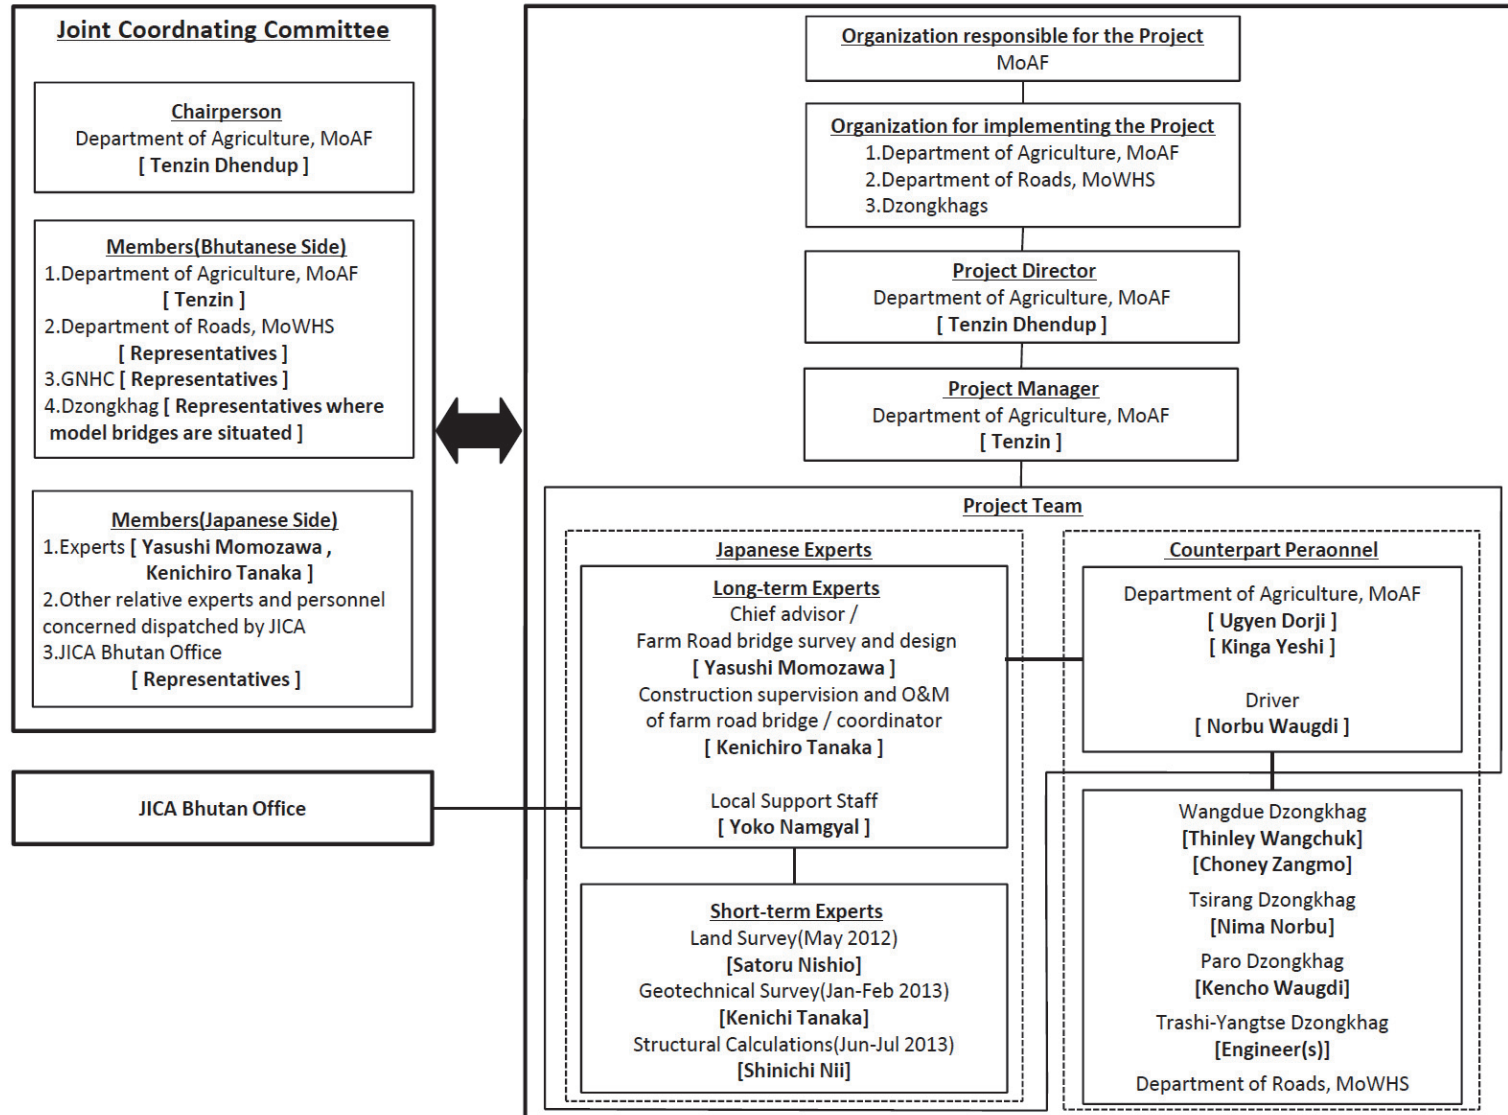 Joint Coordnating Committee
Chairperson
Department of Agriculture, MoAF
[ Tenzin Dhendup ]
Members(Bhutanese Side)
1.Department of Agriculture, MoAF
[ Tenzin ]
2.Department of Roads, MoWHS
[ Representatives ]
3.GNHC [ Representatives ]
4.Dzongkhag [ Representatives where
model bridges are situated ]
Members(Japanese Side)
1.Experts [ Yasushi Momozawa ,
Kenichiro Tanaka ]
2.Other relative experts and personnel
concerned dispatched by JICA
3.JICA Bhutan Office
[ Representatives ]
JICA Bhutan Office
Organization responsible for the Project
MoAF
Organization for implementing the Project
1.Department of Agriculture, MoAF
2.Department of Roads, MoWHS
3.Dzongkhags
Project Director
Department of Agriculture, MoAF
[ Tenzin Dhendup ]
Project Manager
Department of Agriculture, MoAF
[ Tenzin ]
Project Team
Japanese Experts
Long-term Experts
Chief advisor /
Farm Road bridge survey and design
[ Yasushi Momozawa ]
Construction supervision and O&M
of farm road bridge / coordinator
[ Kenichiro Tanaka ]
Local Support Staff
[ Yoko Namgyal ]
Short-term Experts
Land Survey(May 2012)
[Satoru Nishio]
Geotechnical Survey(Jan-Feb 2013)
[Kenichi Tanaka]
Structural Calculations(Jun-Jul 2013)
[Shinichi Nii]
Counterpart Peraonnel
Department of Agriculture, MoAF
[ Ugyen Dorji ]
[ Kinga Yeshi ]
Driver
[ Norbu Waugdi ]
Wangdue Dzongkhag
[Thinley Wangchuk]
[Choney Zangmo]
Tsirang Dzongkhag
[Nima Norbu]
Paro Dzongkhag
[Kencho Waugdi]
Trashi-Yangtse Dzongkhag
[Engineer(s)]
Department of Roads, MoWHS